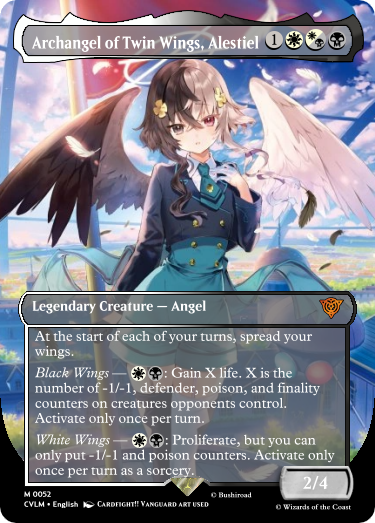 Archangel of Twin Wings, Alestiel 1
Legendary Creature — Angel
At the start of each of your turns, spread your
wings.
Black Wings — : Gain X life. X is the
number of -1/-1, defender, poison, and finality
counters on creatures opponents control.
Activate only once per turn.
White Wings — : Proliferate, but you can
only put -1/-1 and poison counters. Activate only
once per turn as a sorcery.
2/4
M 0052 © Bushiroad
CVLM • English CARDFIGHT!! VANGUARD ART USED © Wizards of the Coast